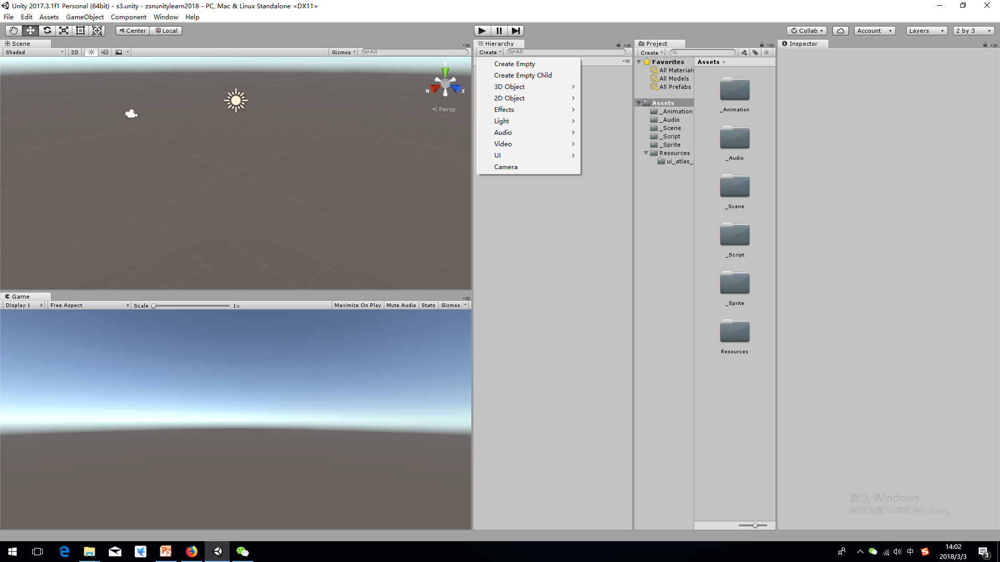 Unity 2017.3.1f1 Personal (64bit) - s3.unity - zsnunitylearn2018 - PC, Mac & Linux Standalone <DX11>
File Edit Assets GameObject Component Window Help
Center Local
Collab Account Layers 2 by 3
Scene
Shaded 2D Gizmos All
y
x
z
Persp
Game
Display 1 Free Aspect Scale 1x Maximize On Play Mute Audio Stats Gizmos
Hierarchy
Create All
Create Empty
Create Empty Child
3D Object
2D Object
Effects
Light
Audio
Video
UI
Camera
Project
Create
Favorites
All Materials
All Models
All Prefabs
Assets
_Animation
_Audio
_Scene
_Script
_Sprite
Resources
ui_atlas_
Assets
_Animation
_Audio
_Scene
_Script
_Sprite
Resources
Inspector
激活 Windows
转到"设置"以激活 Windows。
中
14:02
2018/3/3
3